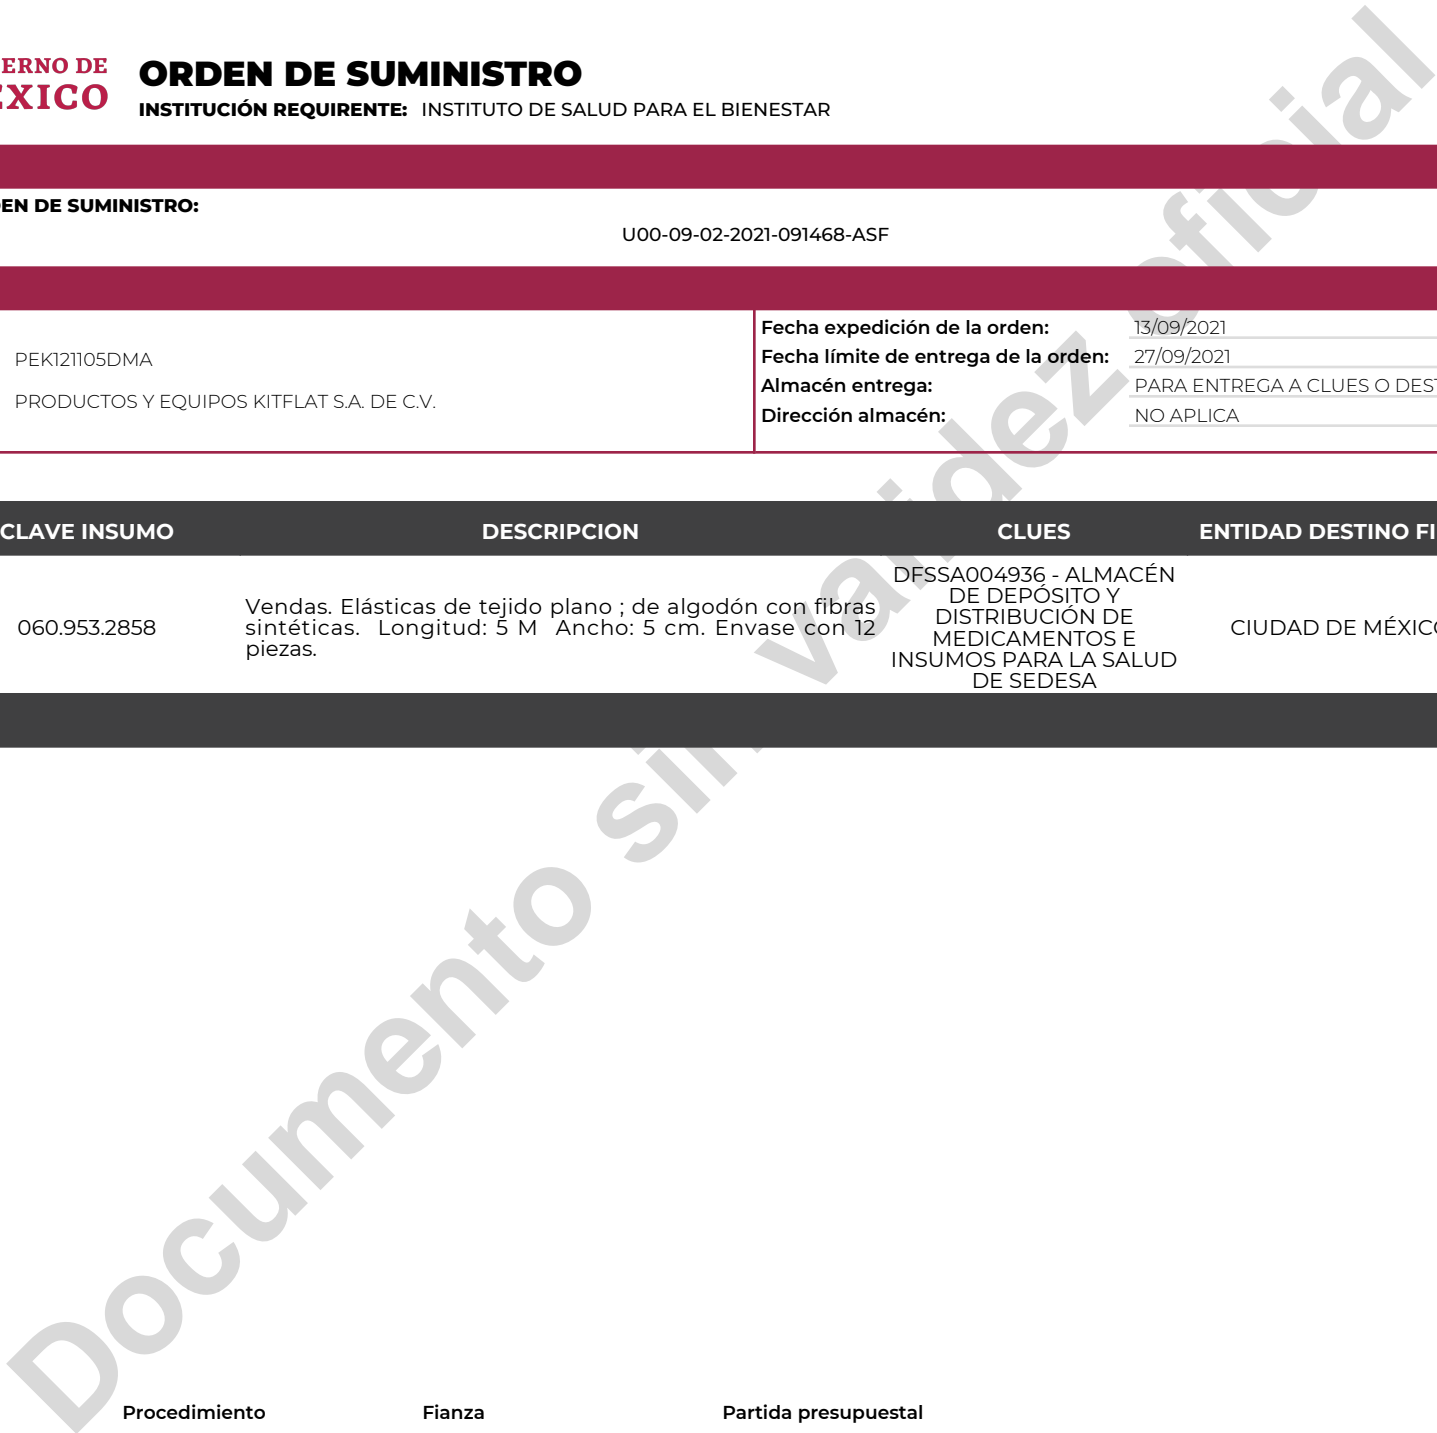 ERNO DE
ÉXICO
ORDEN DE SUMINISTRO
INSTITUCIÓN REQUIRENTE: INSTITUTO DE SALUD PARA EL BIENESTAR
EN DE SUMINISTRO:
U00-09-02-2021-091468-ASF
PEK121105DMA
PRODUCTOS Y EQUIPOS KITFLAT S.A. DE C.V.
Fecha expedición de la orden: 13/09/2021
Fecha límite de entrega de la orden: 27/09/2021
Almacén entrega: PARA ENTREGA A CLUES O DEST
Dirección almacén: NO APLICA
CLAVE INSUMO DESCRIPCION CLUES ENTIDAD DESTINO FI
060.953.2858
Vendas. Elásticas de tejido plano ; de algodón con fibras
sintéticas. Longitud: 5 M Ancho: 5 cm. Envase con 12
piezas.
DFSSA004936 - ALMACÉN
DE DEPÓSITO Y
DISTRIBUCIÓN DE
MEDICAMENTOS E
INSUMOS PARA LA SALUD
DE SEDESA
CIUDAD DE MÉXICO
Documento sin validez oficial
Procedimiento Fianza Partida presupuestal